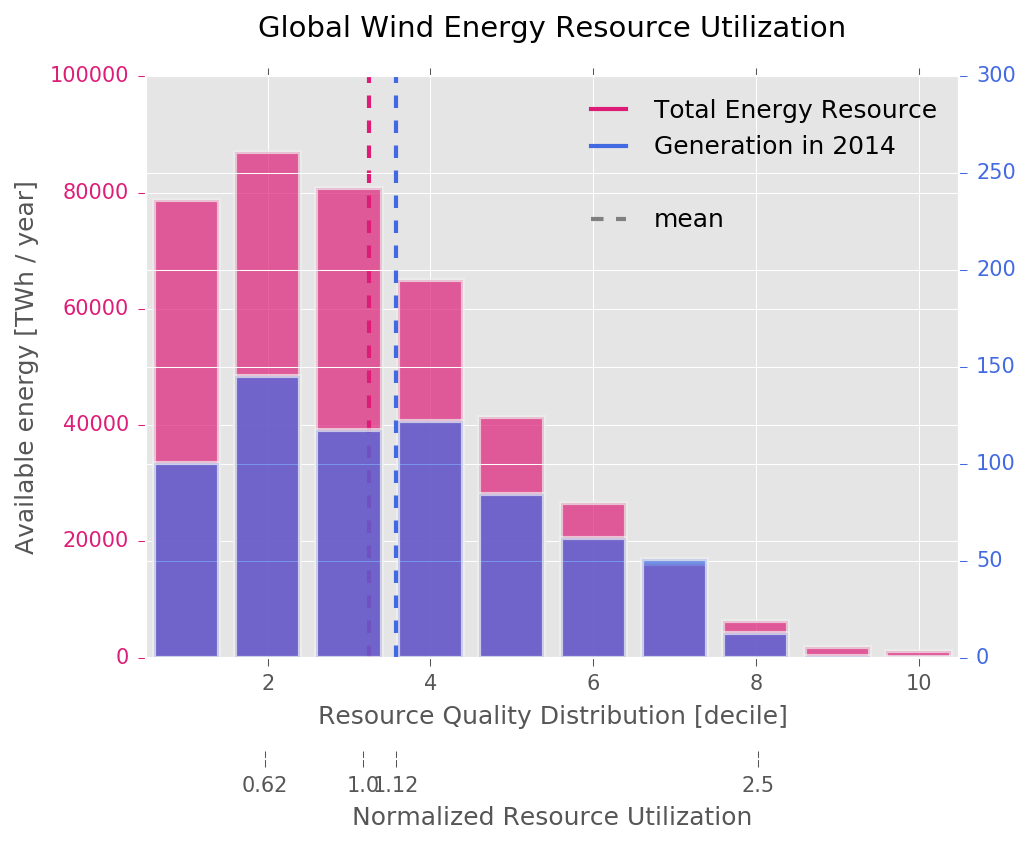 Global Wind Energy Resource Utilization
100000
80000
60000
40000
20000
0
Available energy [TWh / year]
300
250
200
150
100
50
0
Total Energy Resource
Generation in 2014
mean
2 4 6 8 10
Resource Quality Distribution [decile]
0.62 1.0 1.12 2.5
Normalized Resource Utilization